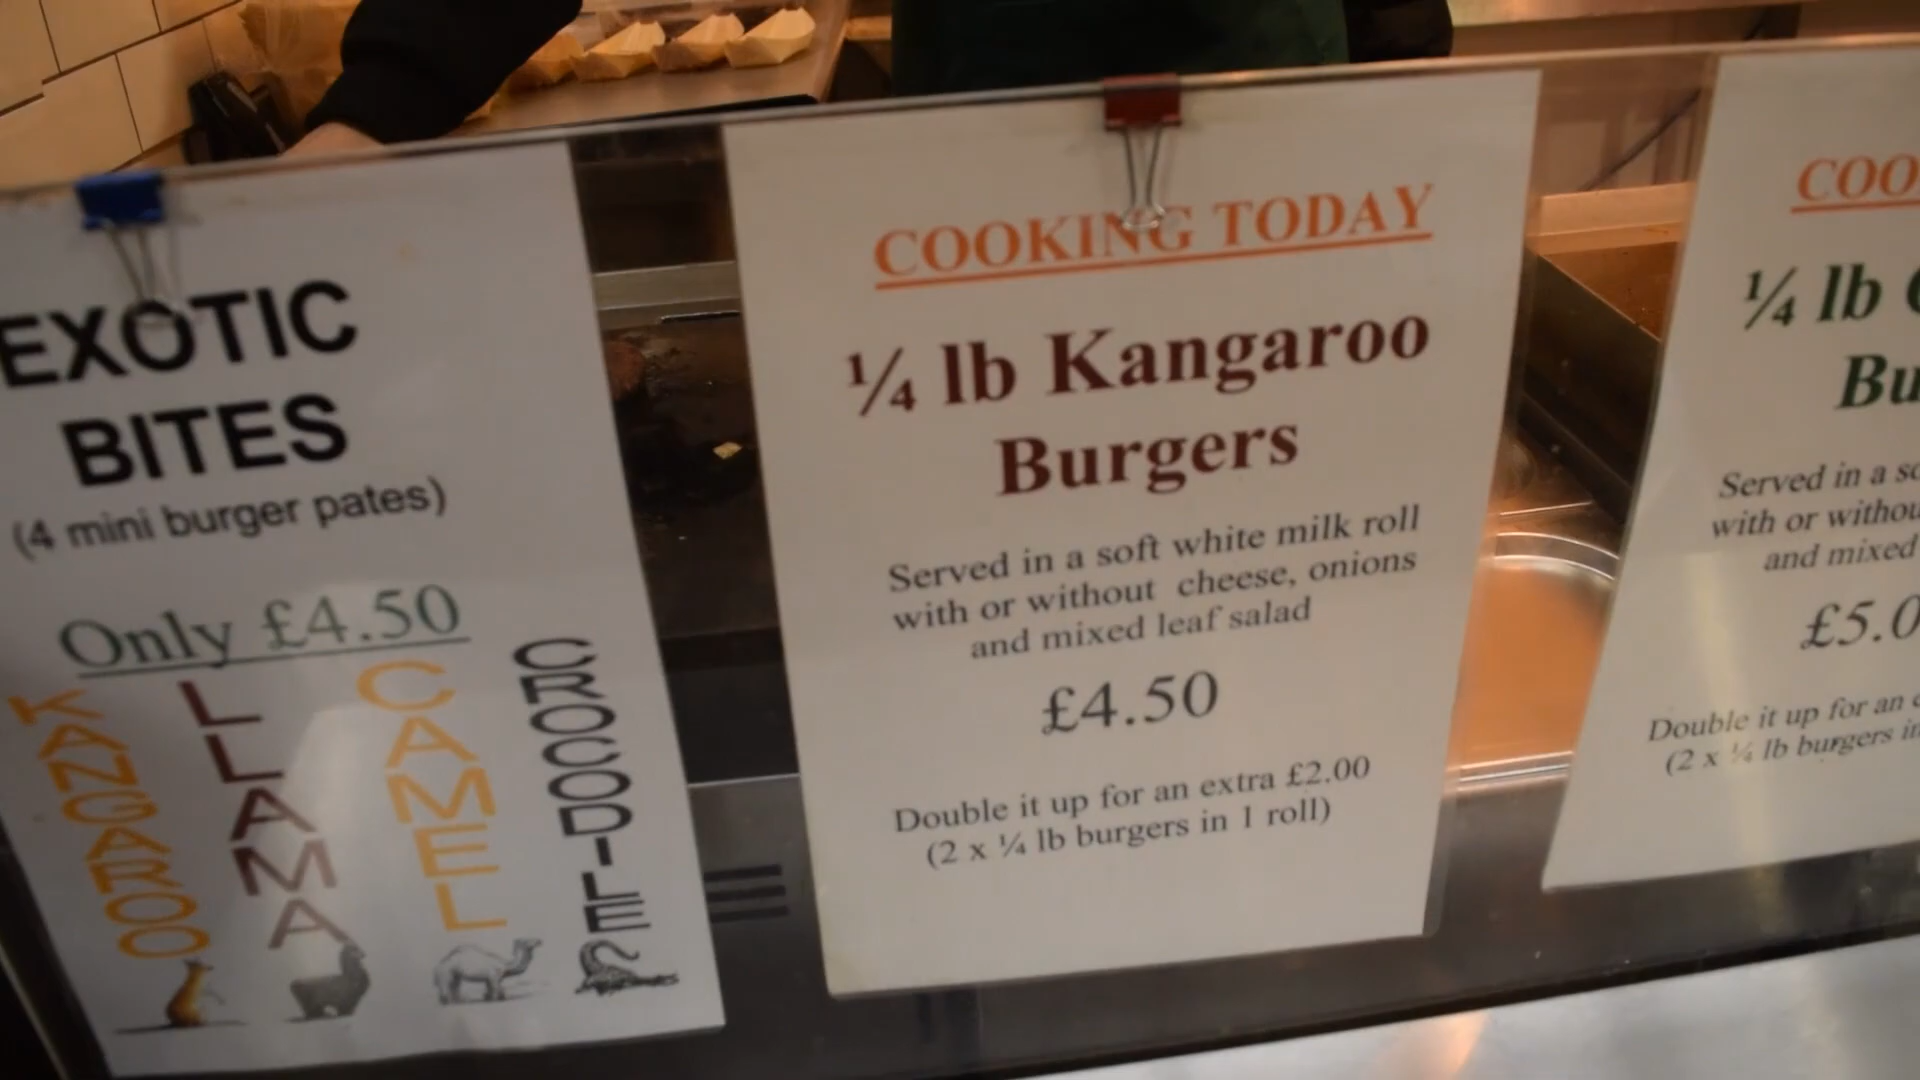 EXOTIC
BITES
(4 mini burger pates)
Only £4.50
KANGAROO
LLAMA
CAMEL
CROCODILE
COOKING TODAY
¼ lb Kangaroo
Burgers
Served in a soft white milk roll
with or without cheese, onions
and mixed leaf salad
£4.50
Double it up for an extra £2.00
(2 x ¼ lb burgers in 1 roll)
¼ lb
Served in a
with or
and mixed
Double it up for an
(2 x ¼ lb burgers